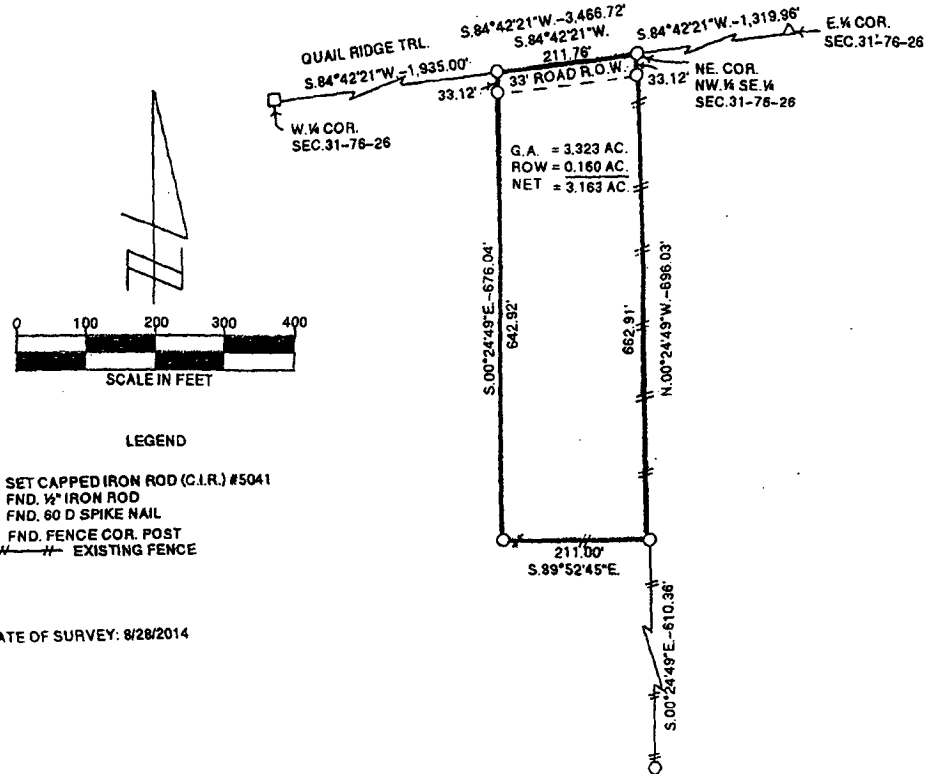 S.84°42'21"W.-3,466.72'
QUAIL RIDGE TRL.
S.84°42'21"W.-1,935.00'
S.84°42'21"W.
211.76'
S.84°42'21"W.-1,319.96'
E.¼ COR.
SEC.31-76-26
33' ROAD R.O.W.
33.12'
33.12'
NE. COR.
NW.¼ SE.¼
SEC.31-76-26
W.¼ COR.
SEC.31-76-26
G.A. = 3.323 AC.
ROW = 0.160 AC.
NET = 3.163 AC.
S.00°24'49"E.-676.04'
642.92'
662.91'
N.00°24'49"W.-696.03'
0 100 200 300 400
SCALE IN FEET
LEGEND
SET CAPPED IRON ROD (C.I.R.) #5041
FND. ½" IRON ROD
FND. 60 D SPIKE NAIL
FND. FENCE COR. POST
EXISTING FENCE
211.00'
S.89°52'45"E.
S.00°24'49"E.-610.36'
ATE OF SURVEY: 8/28/2014